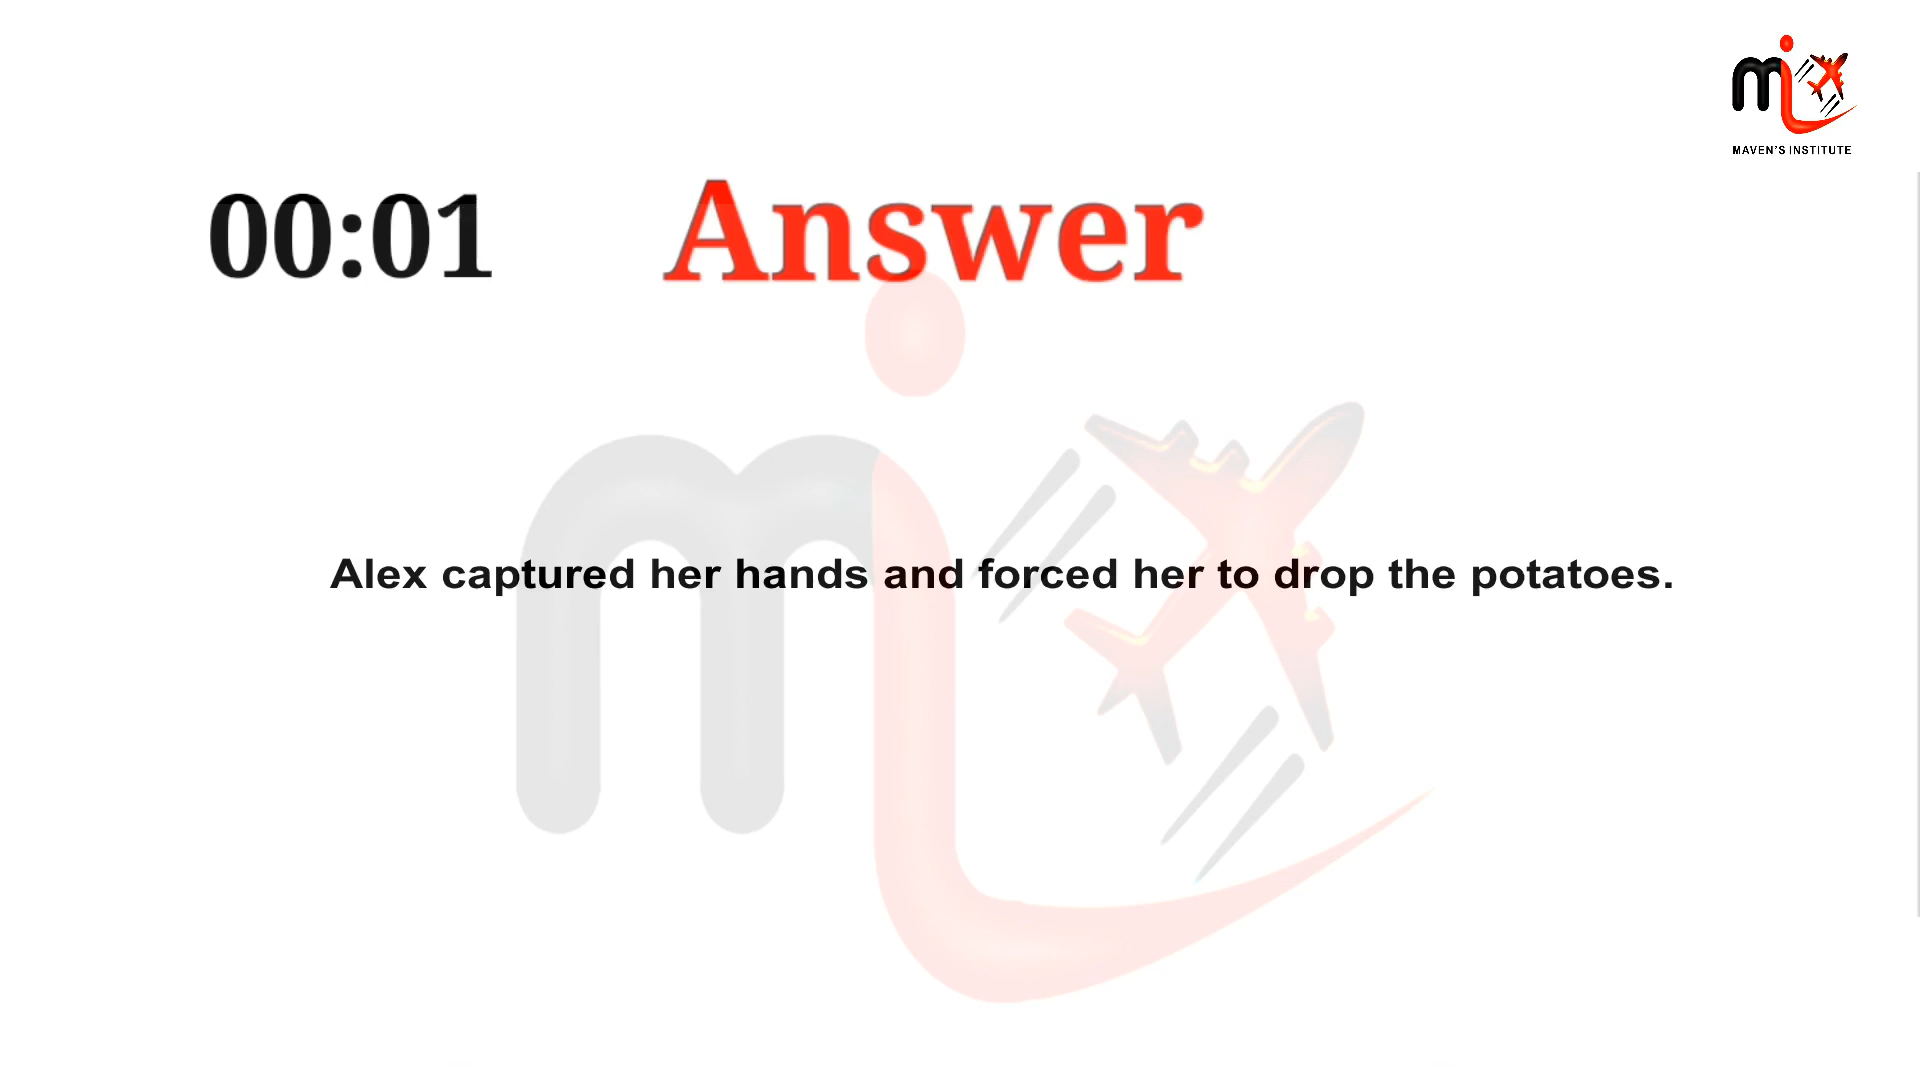 MAVEN'S INSTITUTE
00:01 Answer
Alex captured her hands and forced her to drop the potatoes.